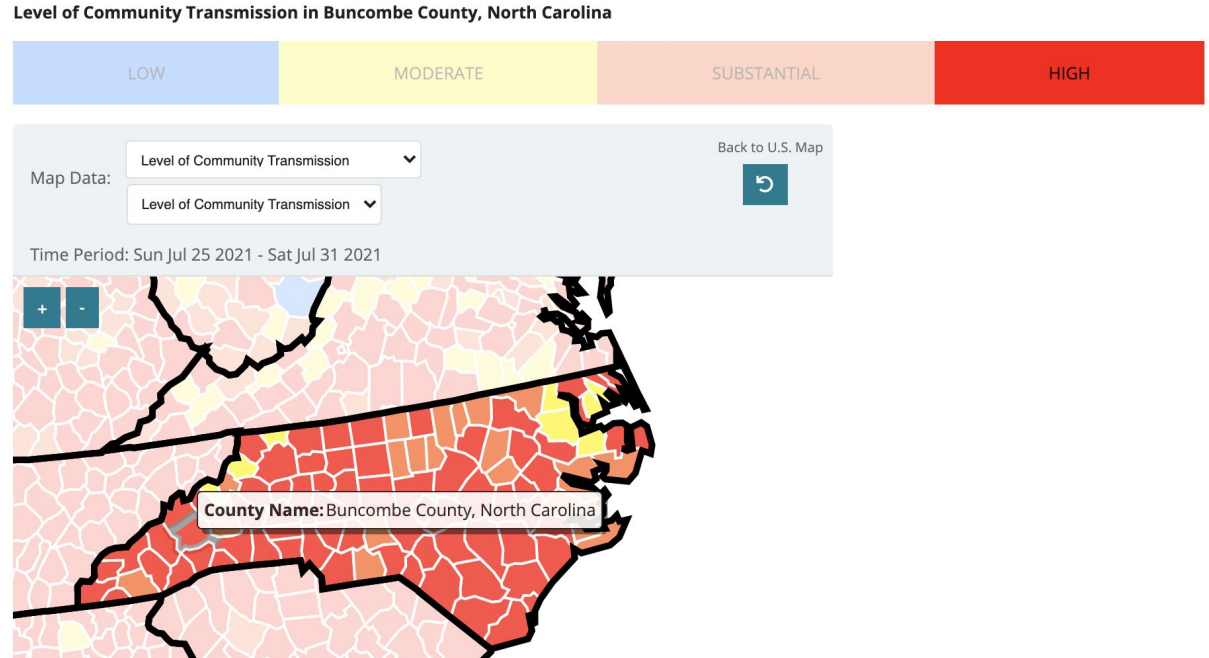 Level of Community Transmission in Buncombe County, North Carolina
LOW
MODERATE
SUBSTANTIAL
HIGH
Map Data:
Level of Community Transmission
Level of Community Transmission
Back to U.S. Map
Time Period: Sun Jul 25 2021 - Sat Jul 31 2021
+
-
County Name: Buncombe County, North Carolina